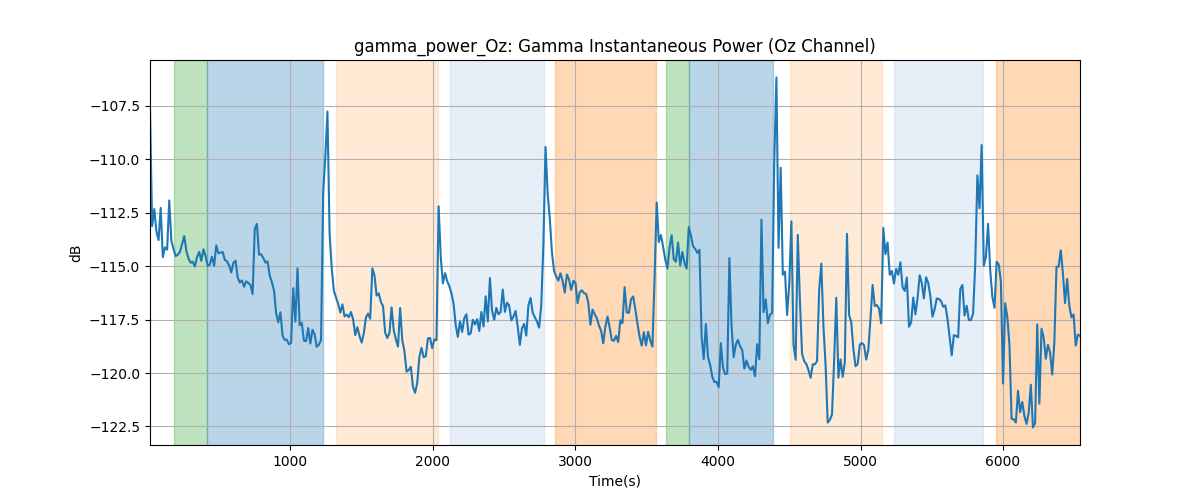 gamma_power_Oz: Gamma Instantaneous Power (Oz Channel)
dB
−107.5
−110.0
−112.5
−115.0
−117.5
−120.0
−122.5
1000 2000 3000 4000 5000 6000
Time(s)